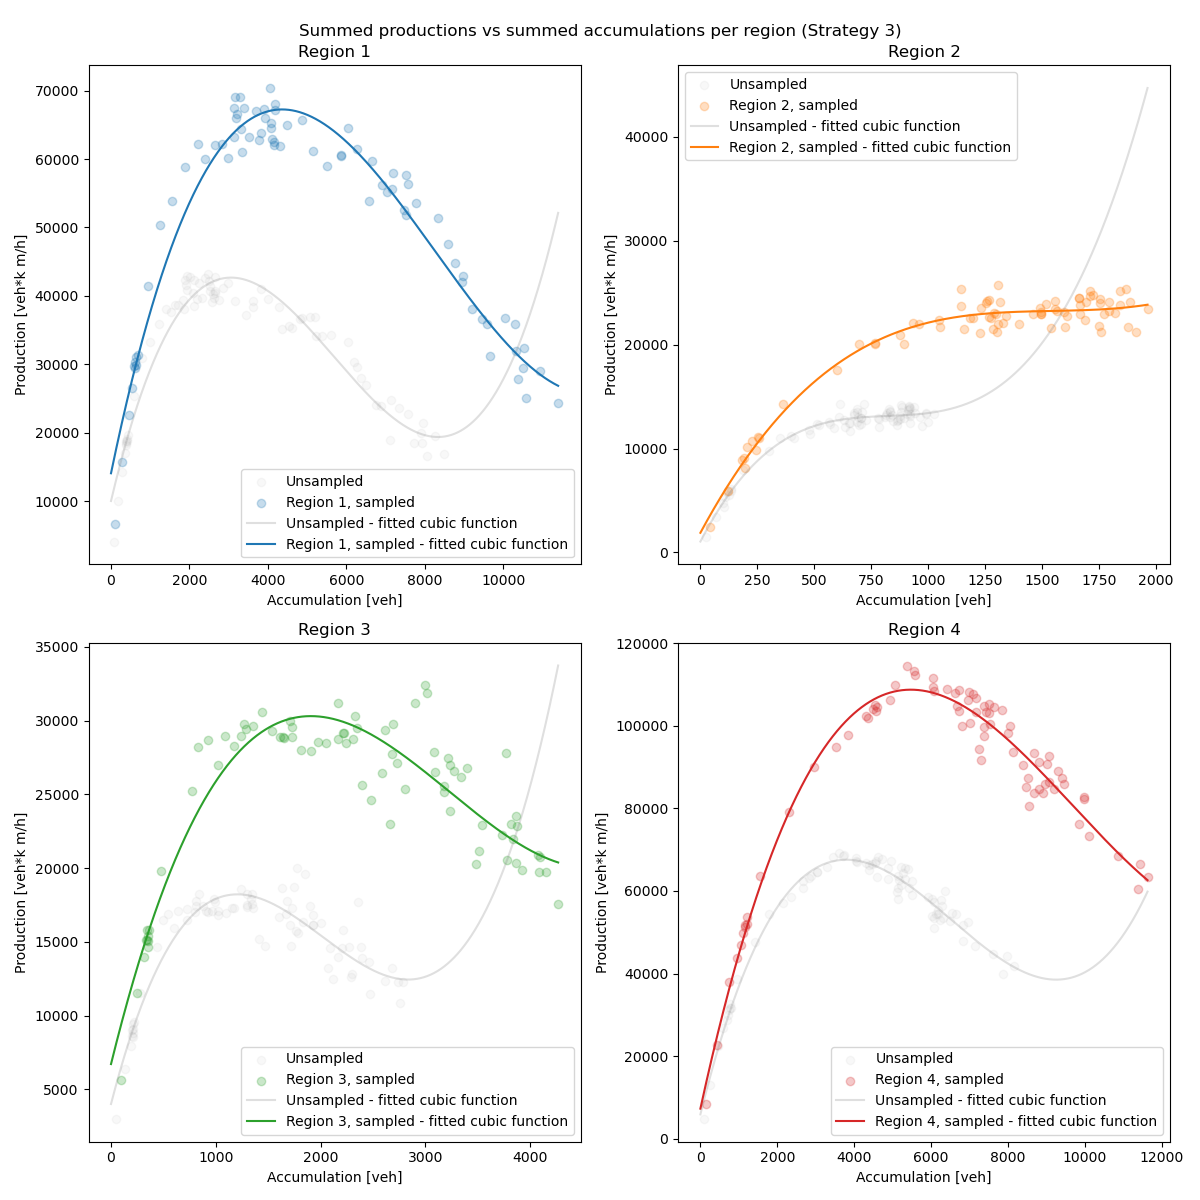 Summed productions vs summed accumulations per region (Strategy 3)
Region 1
Production [veh*k m/h]
70000
60000
50000
40000
30000
20000
10000
0 2000 4000 6000 8000 10000
Accumulation [veh]
Unsampled
Region 1, sampled
Unsampled - fitted cubic function
Region 1, sampled - fitted cubic function
Region 2
Production [veh*k m/h]
40000
30000
20000
10000
0
0 250 500 750 1000 1250 1500 1750 2000
Accumulation [veh]
Unsampled
Region 2, sampled
Unsampled - fitted cubic function
Region 2, sampled - fitted cubic function
Region 3
Production [veh*k m/h]
35000
30000
25000
20000
15000
10000
5000
0 1000 2000 3000 4000
Accumulation [veh]
Unsampled
Region 3, sampled
Unsampled - fitted cubic function
Region 3, sampled - fitted cubic function
Region 4
Production [veh*k m/h]
120000
100000
80000
60000
40000
20000
0
0 2000 4000 6000 8000 10000 12000
Accumulation [veh]
Unsampled
Region 4, sampled
Unsampled - fitted cubic function
Region 4, sampled - fitted cubic function